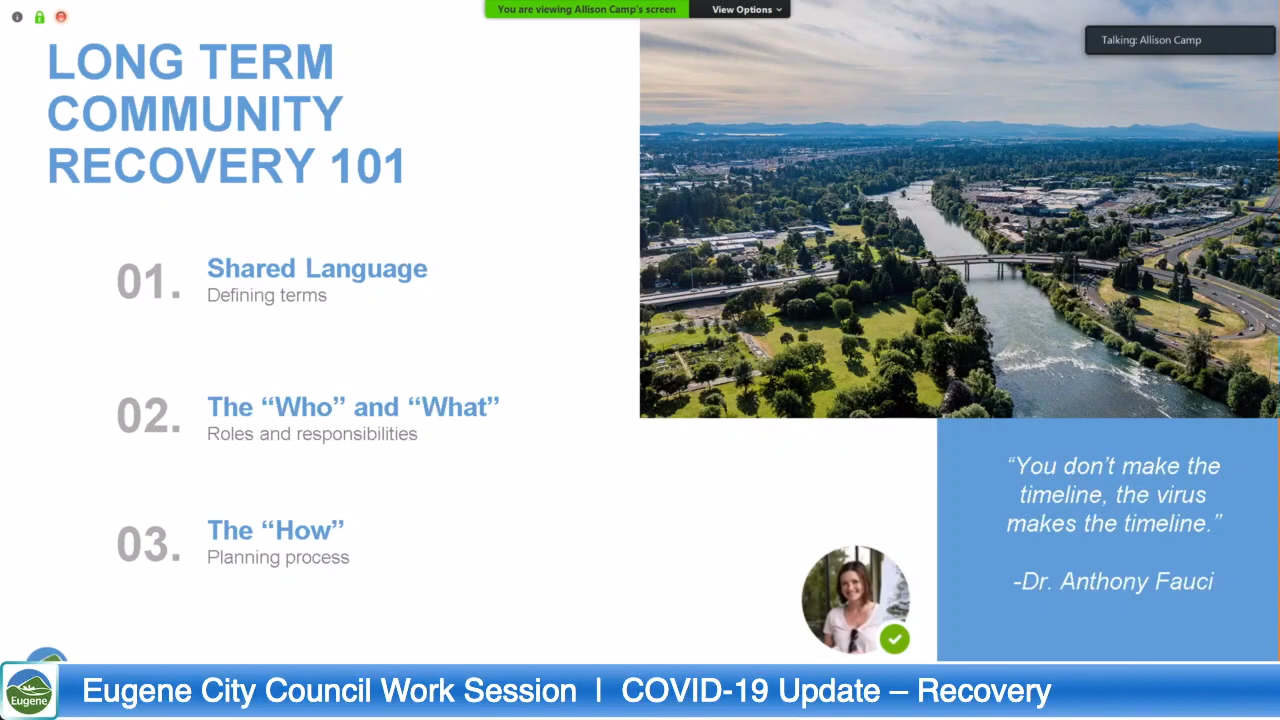 You are viewing Allison Camp's screen
View Options
Talking: Allison Camp
LONG TERM
COMMUNITY
RECOVERY 101
01.
Shared Language
Defining terms
02.
The “Who” and “What”
Roles and responsibilities
03.
The “How”
Planning process
“You don’t make the
timeline, the virus
makes the timeline.”
-Dr. Anthony Fauci
Eugene
Eugene City Council Work Session | COVID-19 Update – Recovery